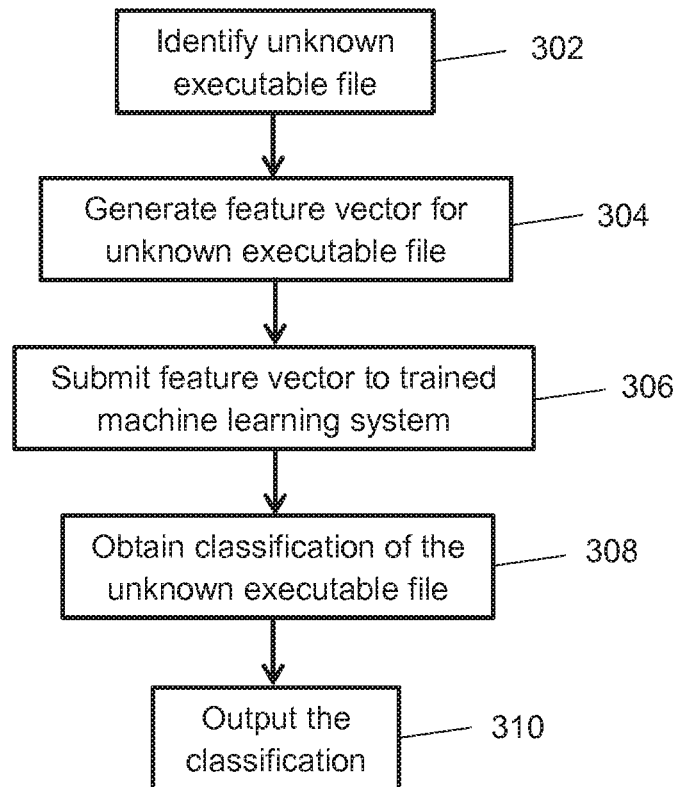 Identify unknown
executable file
302
Generate feature vector for
unknown executable file
304
Submit feature vector to trained
machine learning system
306
Obtain classification of the
unknown executable file
308
Output the
classification
310